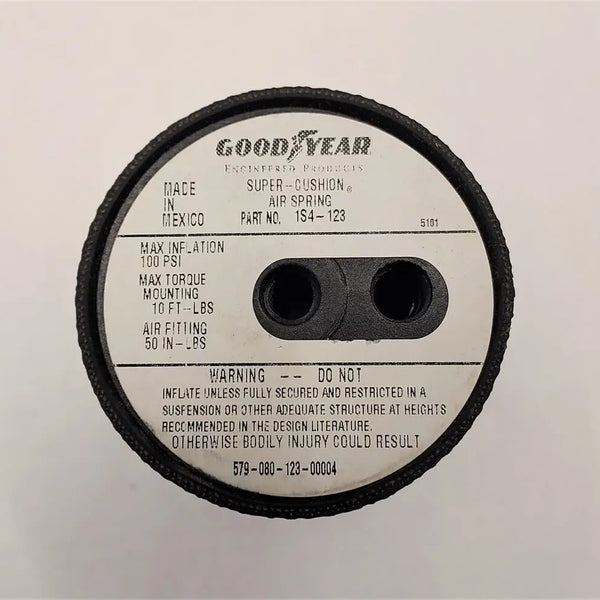 GOODYEAR
ENGINEERED PRODUCTS
MADE IN MEXICO
SUPER-CUSHION®
AIR SPRING
PART NO. 1S4-123
5101
MAX INFLATION
100 PSI
MAX TORQUE
MOUNTING
10 FT-LBS
AIR FITTING
50 IN-LBS
WARNING -- DO NOT
INFLATE UNLESS FULLY SECURED AND RESTRICTED IN A
SUSPENSION OR OTHER ADEQUATE STRUCTURE AT HEIGHTS
RECOMMENDED IN THE DESIGN LITERATURE.
OTHERWISE BODILY INJURY COULD RESULT
579-080-123-00004